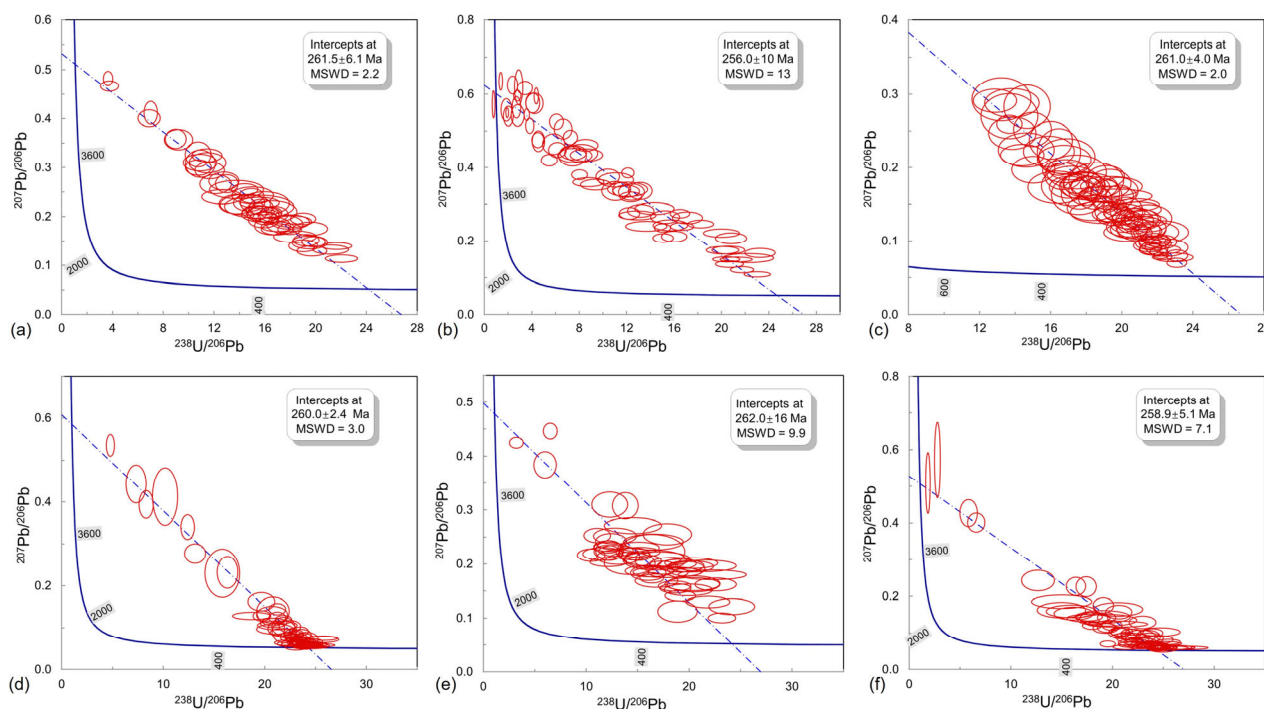 0.6
0.5
0.4
0.3
0.2
0.1
0.0
207Pb/206Pb
3600
2000
400
Intercepts at
261.5±6.1 Ma
MSWD = 2.2
0 4 8 12 16 20 24 28
238U/206Pb
(a)
0.8
0.6
0.4
0.2
0.0
207Pb/206Pb
3600
2000
400
Intercepts at
256.0±10 Ma
MSWD = 13
0 4 8 12 16 20 24 28
238U/206Pb
(b)
0.4
0.3
0.2
0.1
0.0
207Pb/206Pb
600
400
Intercepts at
261.0±4.0 Ma
MSWD = 2.0
8 12 16 20 24 28
238U/206Pb
(c)
0.6
0.4
0.2
0.0
207Pb/206Pb
3600
2000
400
Intercepts at
260.0±2.4 Ma
MSWD = 3.0
0 10 20 30
238U/206Pb
(d)
0.5
0.4
0.3
0.2
0.1
0.0
207Pb/206Pb
3600
2000
400
Intercepts at
262.0±16 Ma
MSWD = 9.9
0 10 20 30
238U/206Pb
(e)
0.8
0.6
0.4
0.2
0.0
207Pb/206Pb
3600
2000
400
Intercepts at
258.9±5.1 Ma
MSWD = 7.1
0 10 20 30
238U/206Pb
(f)